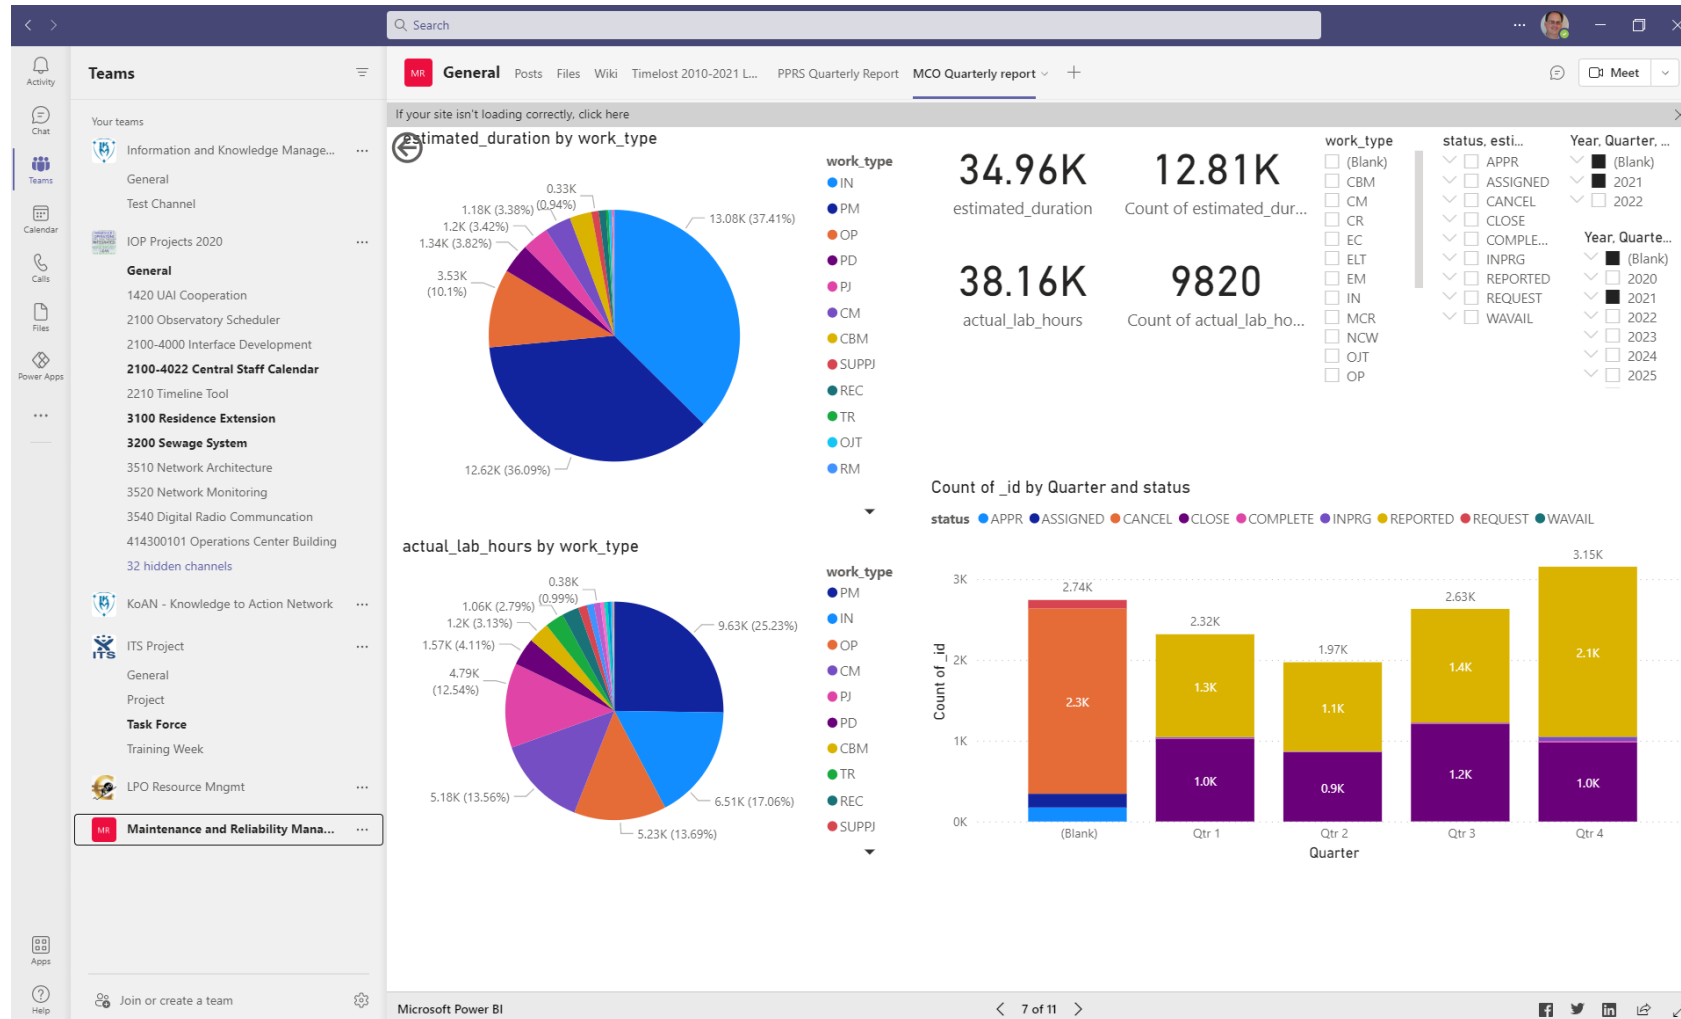 Search
Activity
Chat
Teams
Calendar
Calls
Files
Power Apps
Apps
Help
Teams
Your teams
Information and Knowledge Manage...
General
Test Channel
IOP Projects 2020
General
1420 UAI Cooperation
2100 Observatory Scheduler
2100-4000 Interface Development
2100-4022 Central Staff Calendar
2210 Timeline Tool
3100 Residence Extension
3200 Sewage System
3510 Network Architecture
3520 Network Monitoring
3540 Digital Radio Communcation
414300101 Operations Center Building
32 hidden channels
KoAN - Knowledge to Action Network
ITS
ITS Project
General
Project
Task Force
Training Week
LPO Resource Mngmt
MR
Maintenance and Reliability Mana...
Join or create a team
MR General Posts Files Wiki Timelost 2010-2021 L... PPRS Quarterly Report MCO Quarterly report
Meet
If your site isn't loading correctly, click here
estimated_duration by work_type
0.33K
(0.94%)
1.18K (3.38%)
1.2K (3.42%)
1.34K (3.82%)
3.53K
(10.1%)
13.08K (37.41%)
12.62K (36.09%)
work_type
IN
PM
OP
PD
PJ
CM
CBM
SUPPJ
REC
TR
OJT
RM
34.96K
estimated_duration
12.81K
Count of estimated_dur...
38.16K
actual_lab_hours
9820
Count of actual_lab_ho...
work_type
(Blank)
CBM
CM
CR
EC
ELT
EM
IN
MCR
NCW
OJT
OP
status, esti...
APPR
ASSIGNED
CANCEL
CLOSE
COMPLE...
INPRG
REPORTED
REQUEST
WAVAIL
Year, Quarter, ...
(Blank)
2021
2022
Year, Quarte...
(Blank)
2020
2021
2022
2023
2024
2025
actual_lab_hours by work_type
0.38K
(0.99%)
1.06K (2.79%)
1.2K (3.13%)
1.57K (4.11%)
4.79K
(12.54%)
5.18K (13.56%)
9.63K (25.23%)
6.51K (17.06%)
5.23K (13.69%)
work_type
PM
IN
OP
CM
PJ
PD
CBM
TR
REC
SUPPJ
Count of _id by Quarter and status
status APPR ASSIGNED CANCEL CLOSE COMPLETE INPRG REPORTED REQUEST WAVAIL
Count of _id
3K
2K
1K
0K
2.74K
2.3K
2.32K
1.3K
1.0K
1.97K
1.1K
0.9K
2.63K
1.4K
1.2K
3.15K
2.1K
1.0K
(Blank) Qtr 1 Qtr 2 Qtr 3 Qtr 4
Quarter
Microsoft Power BI
7 of 11